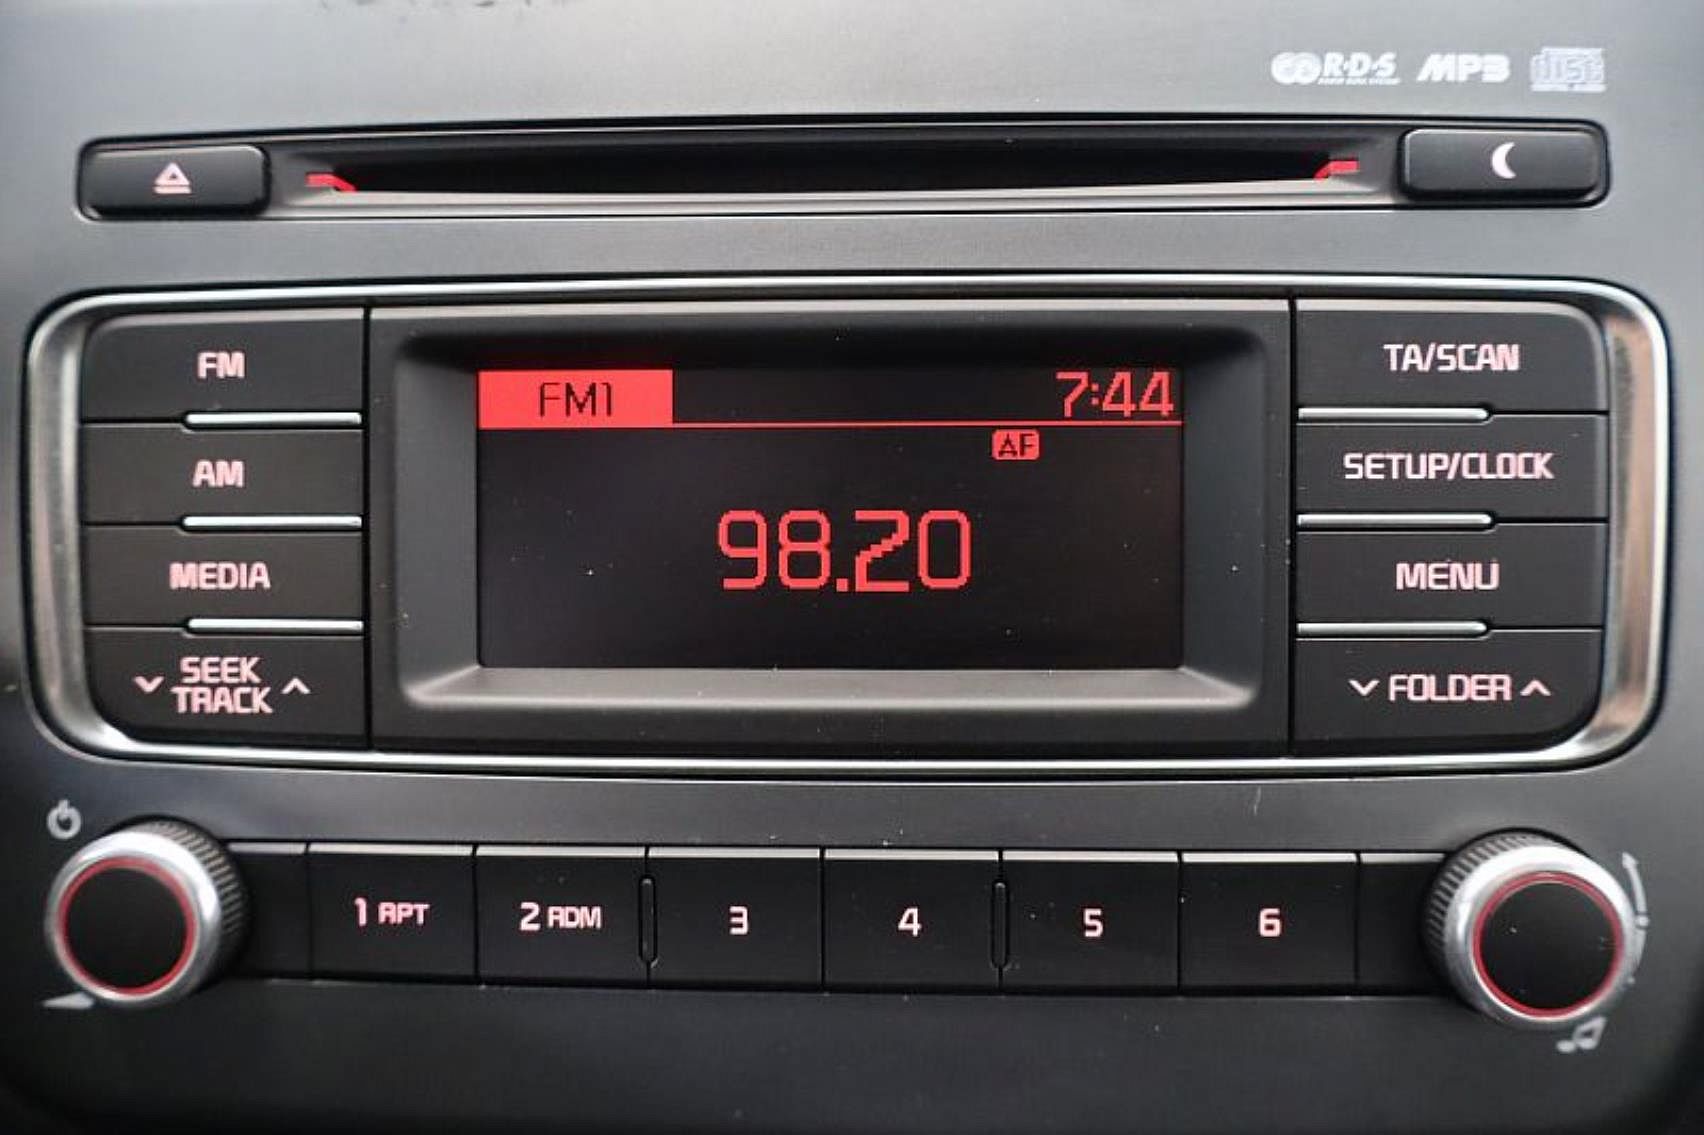 R·D·S MP3 disc
FM
AM
MEDIA
SEEK
TRACK
FM1 7:44
AF
98.20
TA/SCAN
SETUP/CLOCK
MENU
FOLDER
1 RPT 2 RDM 3 4 5 6